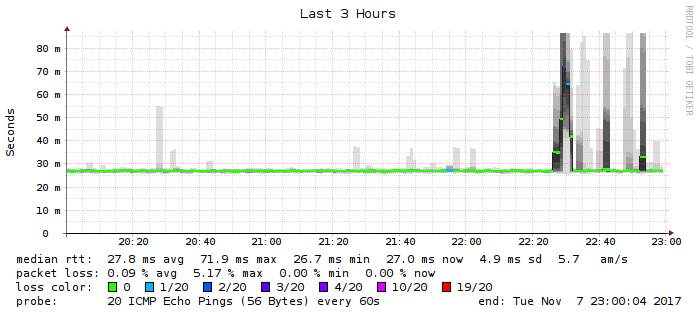 Last 3 Hours
RRDTOOL / TOBI OETIKER
Seconds
80 m
70 m
60 m
50 m
40 m
30 m
20 m
10 m
0
20:20 20:40 21:00 21:20 21:40 22:00 22:20 22:40 23:00
median rtt: 27.8 ms avg 71.9 ms max 26.7 ms min 27.0 ms now 4.9 ms sd 5.7 am/s
packet loss: 0.09 % avg 5.17 % max 0.00 % min 0.00 % now
loss color: 0 1/20 2/20 3/20 4/20 10/20 19/20
probe: 20 ICMP Echo Pings (56 Bytes) every 60s end: Tue Nov 7 23:00:04 2017